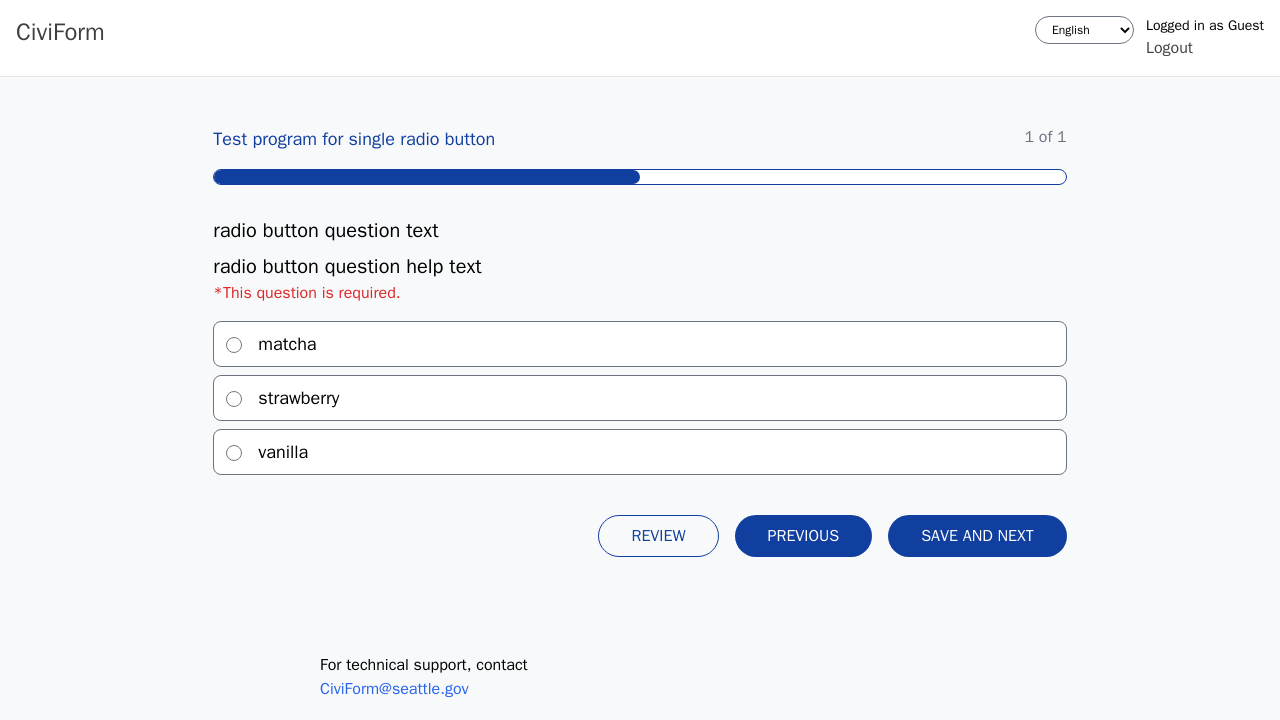 CiviForm
English
Logged in as Guest
Logout
Test program for single radio button
1 of 1
radio button question text
radio button question help text
*This question is required.
matcha
strawberry
vanilla
REVIEW
PREVIOUS
SAVE AND NEXT
For technical support, contact
CiviForm@seattle.gov